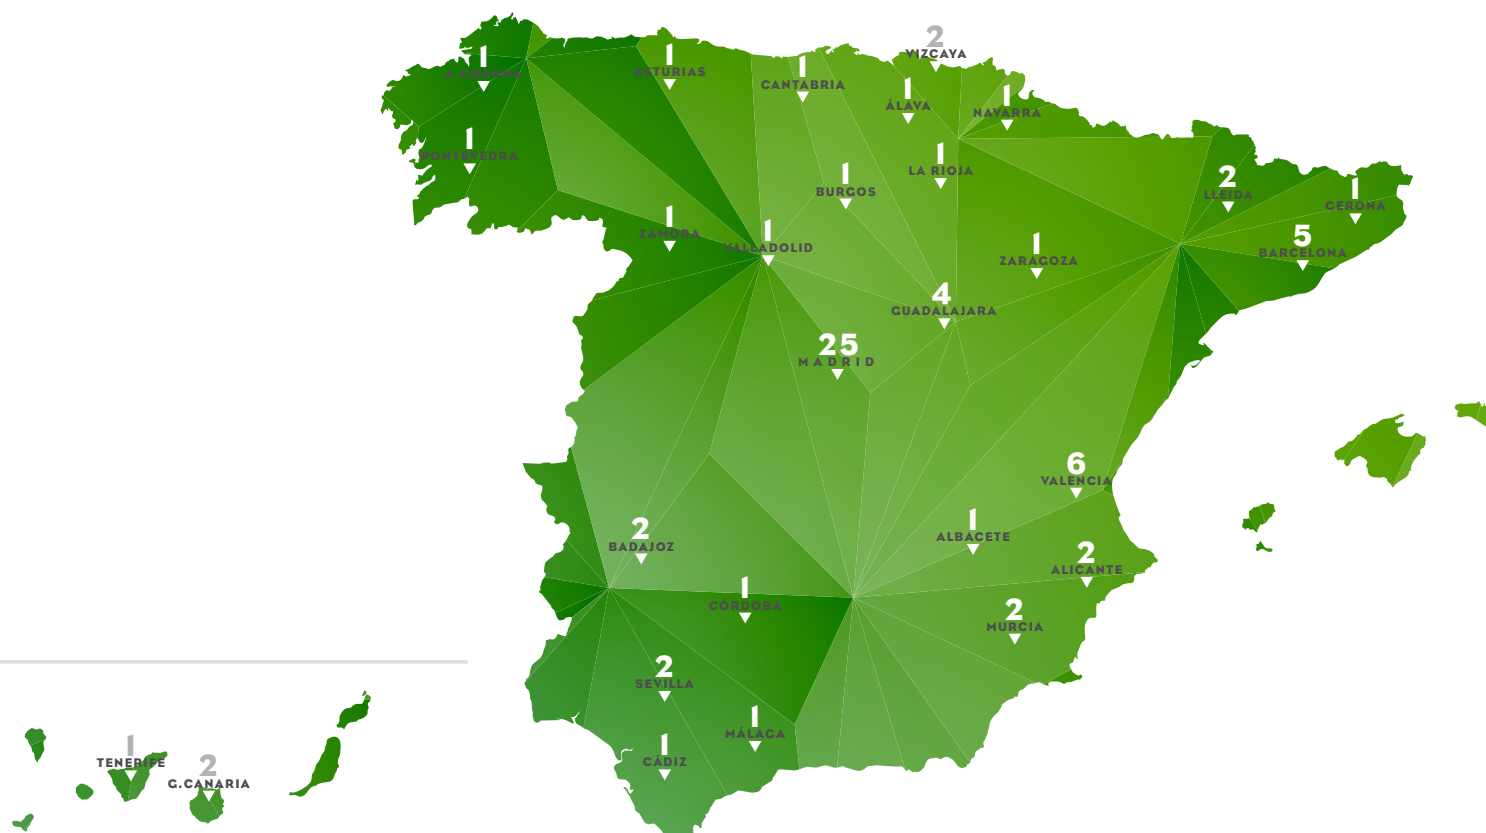 2
VIZCAYA
1
A CORUÑA
1
ASTURIAS
1
CANTABRIA
1
ÁLAVA
1
NAVARRA
1
PONTEVEDRA
1
BURGOS
1
LA RIOJA
2
LLEIDA
1
GERONA
1
ZAMORA
1
VALLADOLID
1
ZARAGOZA
5
BARCELONA
4
GUADALAJARA
25
MADRID
6
VALENCIA
2
BADAJOZ
1
ALBACETE
2
ALICANTE
1
CÓRDOBA
2
MURCIA
2
SEVILLA
1
MÁLAGA
1
CÁDIZ
1
TENERIFE
2
G.CANARIA